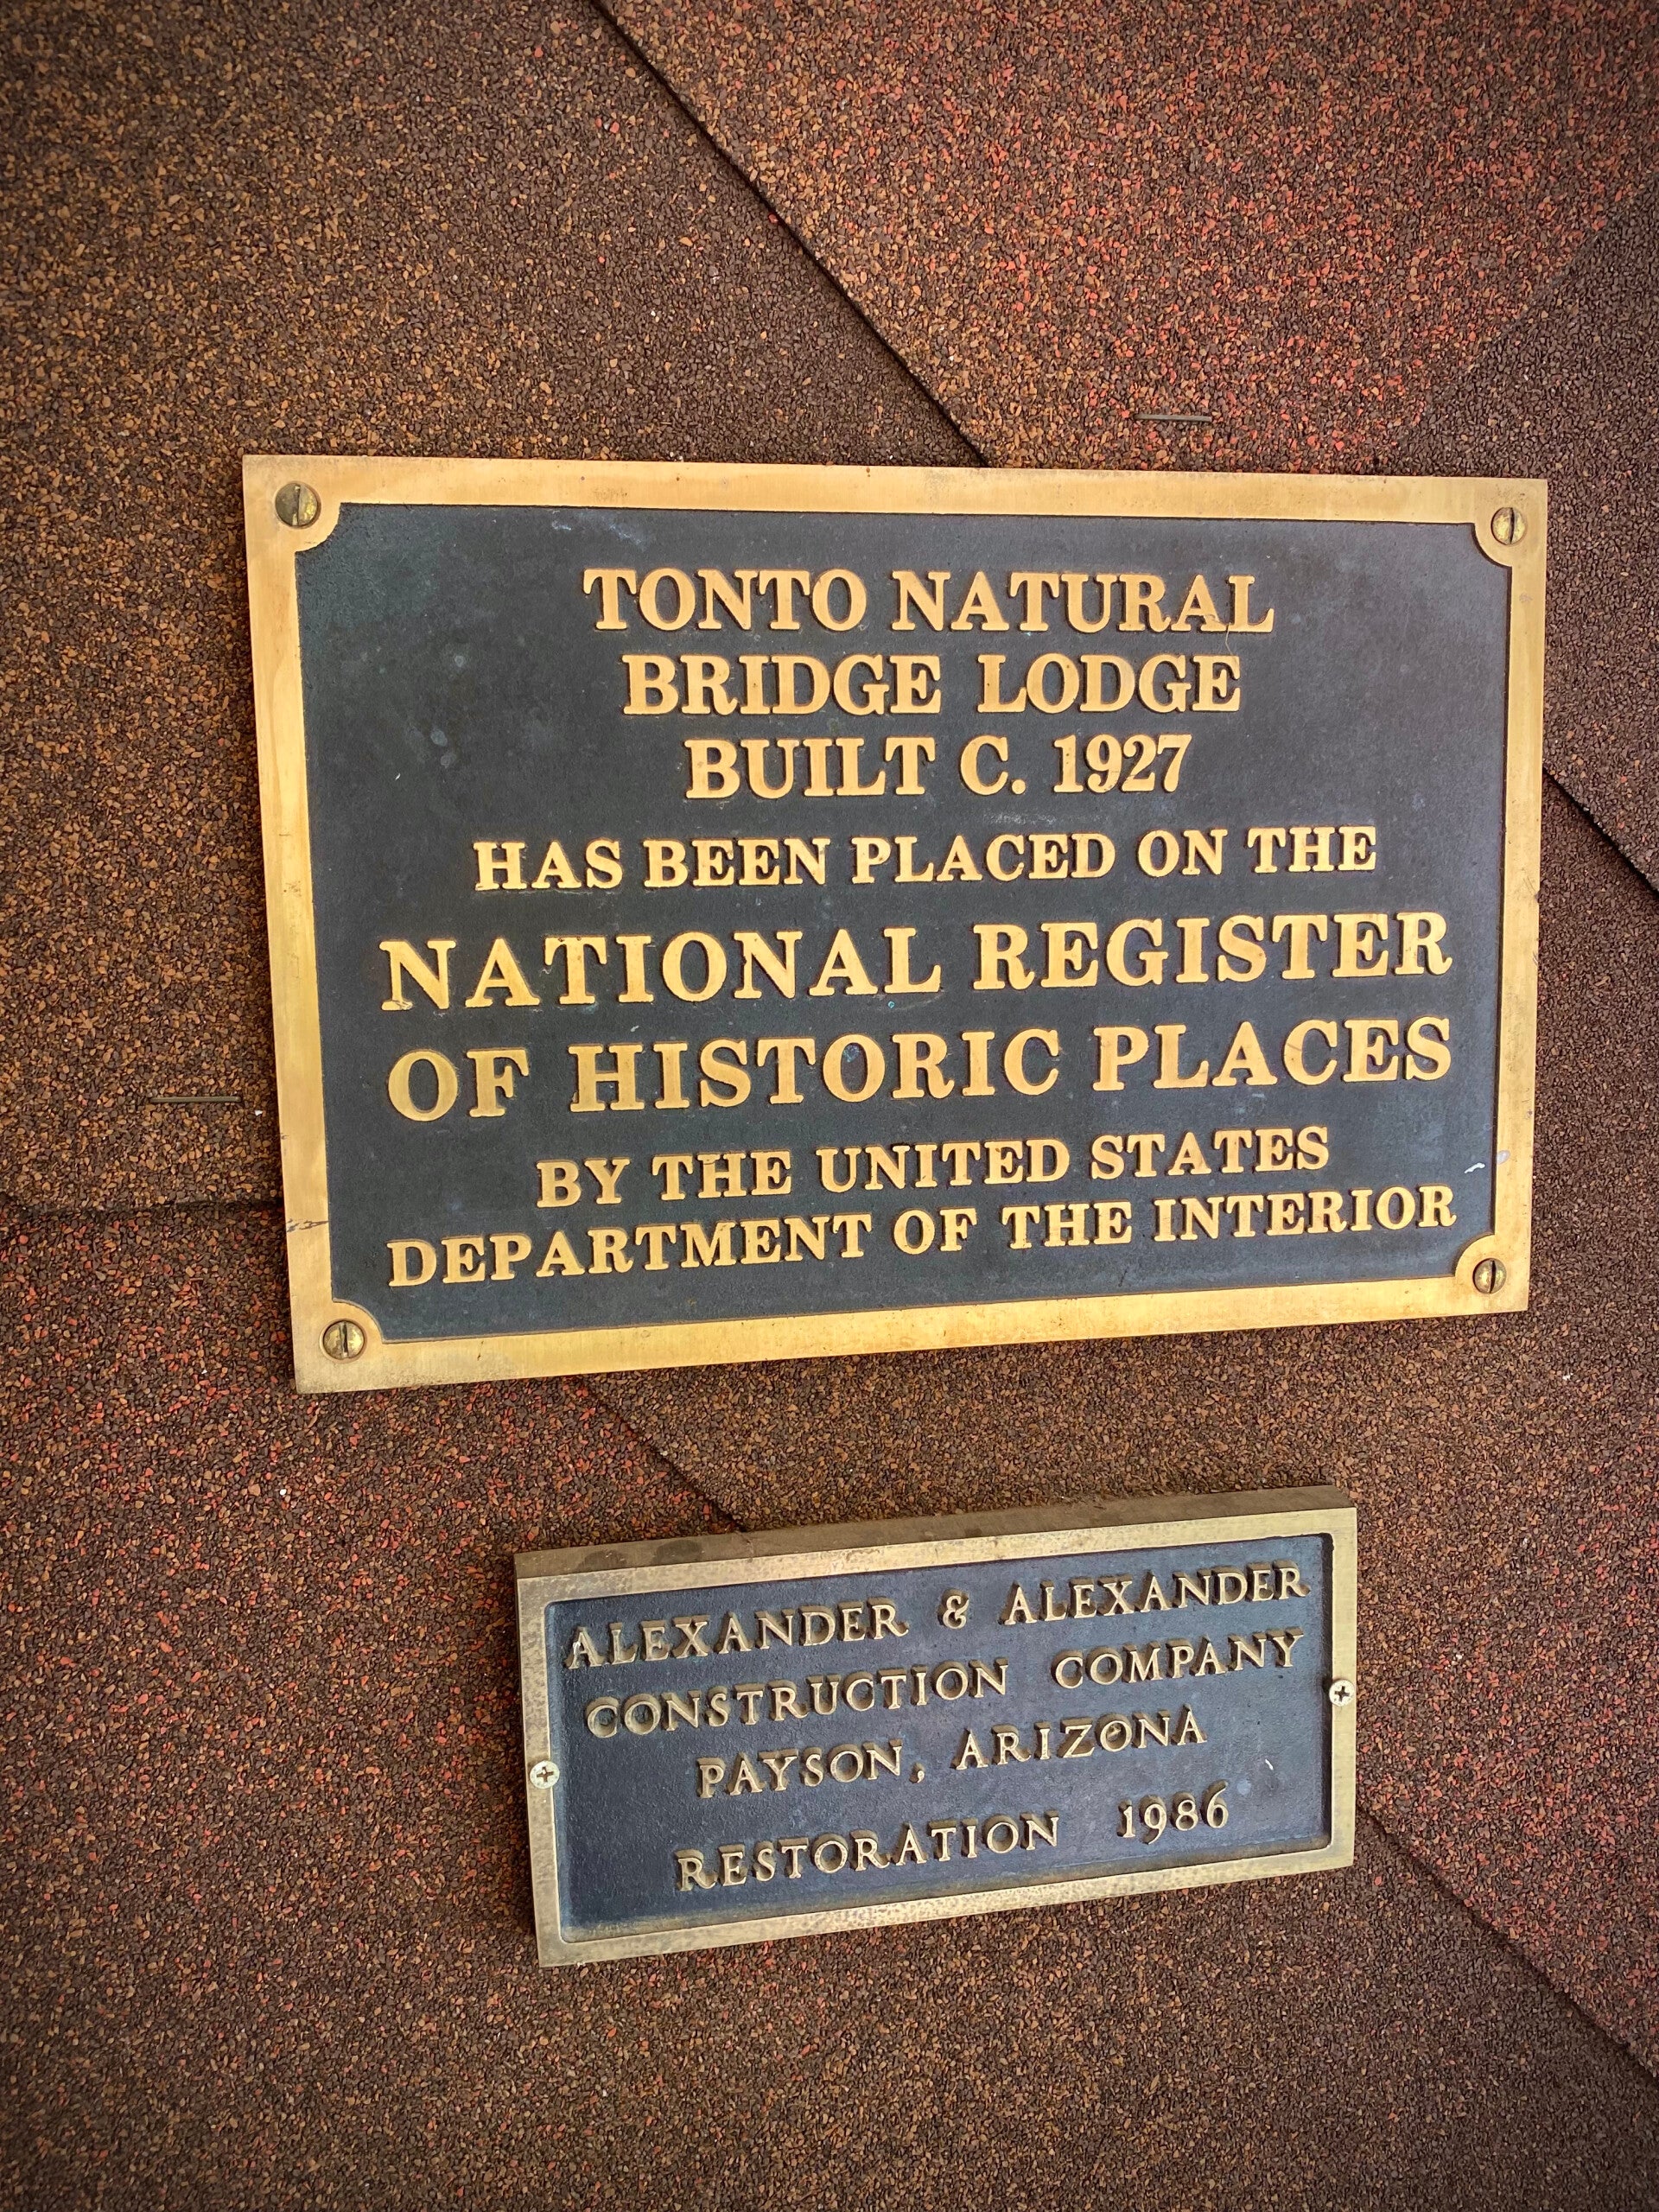 TONTO NATURAL
BRIDGE LODGE
BUILT C. 1927
HAS BEEN PLACED ON THE
NATIONAL REGISTER
OF HISTORIC PLACES
BY THE UNITED STATES
DEPARTMENT OF THE INTERIOR
ALEXANDER & ALEXANDER
CONSTRUCTION COMPANY
PAYSON, ARIZONA
RESTORATION 1986